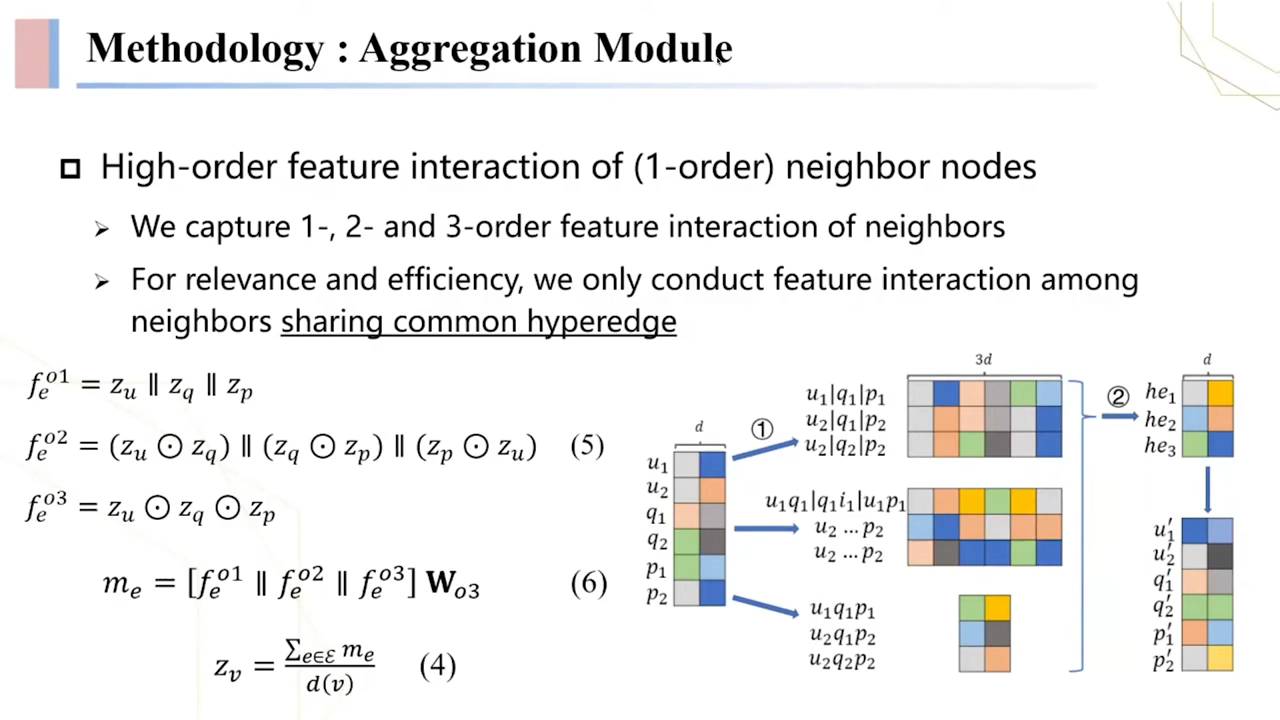 Methodology : Aggregation Module
High-order feature interaction of (1-order) neighbor nodes
We capture 1-, 2- and 3-order feature interaction of neighbors
For relevance and efficiency, we only conduct feature interaction among
neighbors sharing common hyperedge
f_e^{o1} = z_u ∥ z_q ∥ z_p
f_e^{o2} = (z_u ⊙ z_q) ∥ (z_q ⊙ z_p) ∥ (z_p ⊙ z_u) (5)
f_e^{o3} = z_u ⊙ z_q ⊙ z_p
m_e = [f_e^{o1} ∥ f_e^{o2} ∥ f_e^{o3}] W_{o3} (6)
z_v = ∑_{e∈ℰ} m_e / d(v) (4)
d
u_1
u_2
q_1
q_2
p_1
p_2
①
3d
u_1|q_1|p_1
u_2|q_1|p_2
u_2|q_2|p_2
u_1q_1|q_1i_1|u_1p_1
u_2 …p_2
u_2 …p_2
u_1q_1p_1
u_2q_1p_2
u_2q_2p_2
②
d
he_1
he_2
he_3
u_1′
u_2′
q_1′
q_2′
p_1′
p_2′